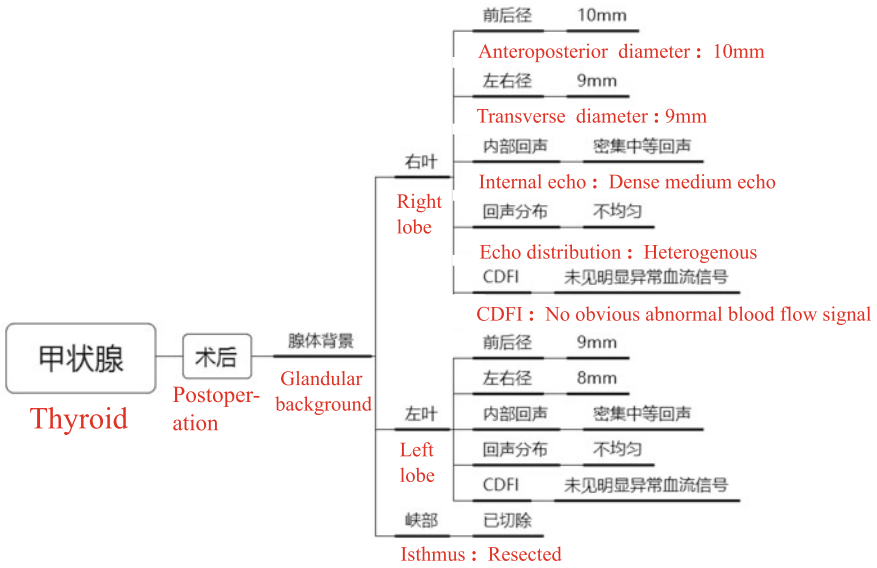 前后径 10mm
Anteroposterior diameter : 10mm
左右径 9mm
Transverse diameter : 9mm
内部回声 密集中等回声
Internal echo : Dense medium echo
右叶
Right
lobe
回声分布 不均匀
Echo distribution : Heterogenous
CDFI 未见明显异常血流信号
CDFI : No obvious abnormal blood flow signal
甲状腺
Thyroid
术后
Postoper-
ation
腺体背景
Glandular
background
前后径 9mm
左右径 8mm
左叶
Left
lobe
内部回声 密集中等回声
回声分布 不均匀
CDFI 未见明显异常血流信号
峡部 已切除
Isthmus : Resected